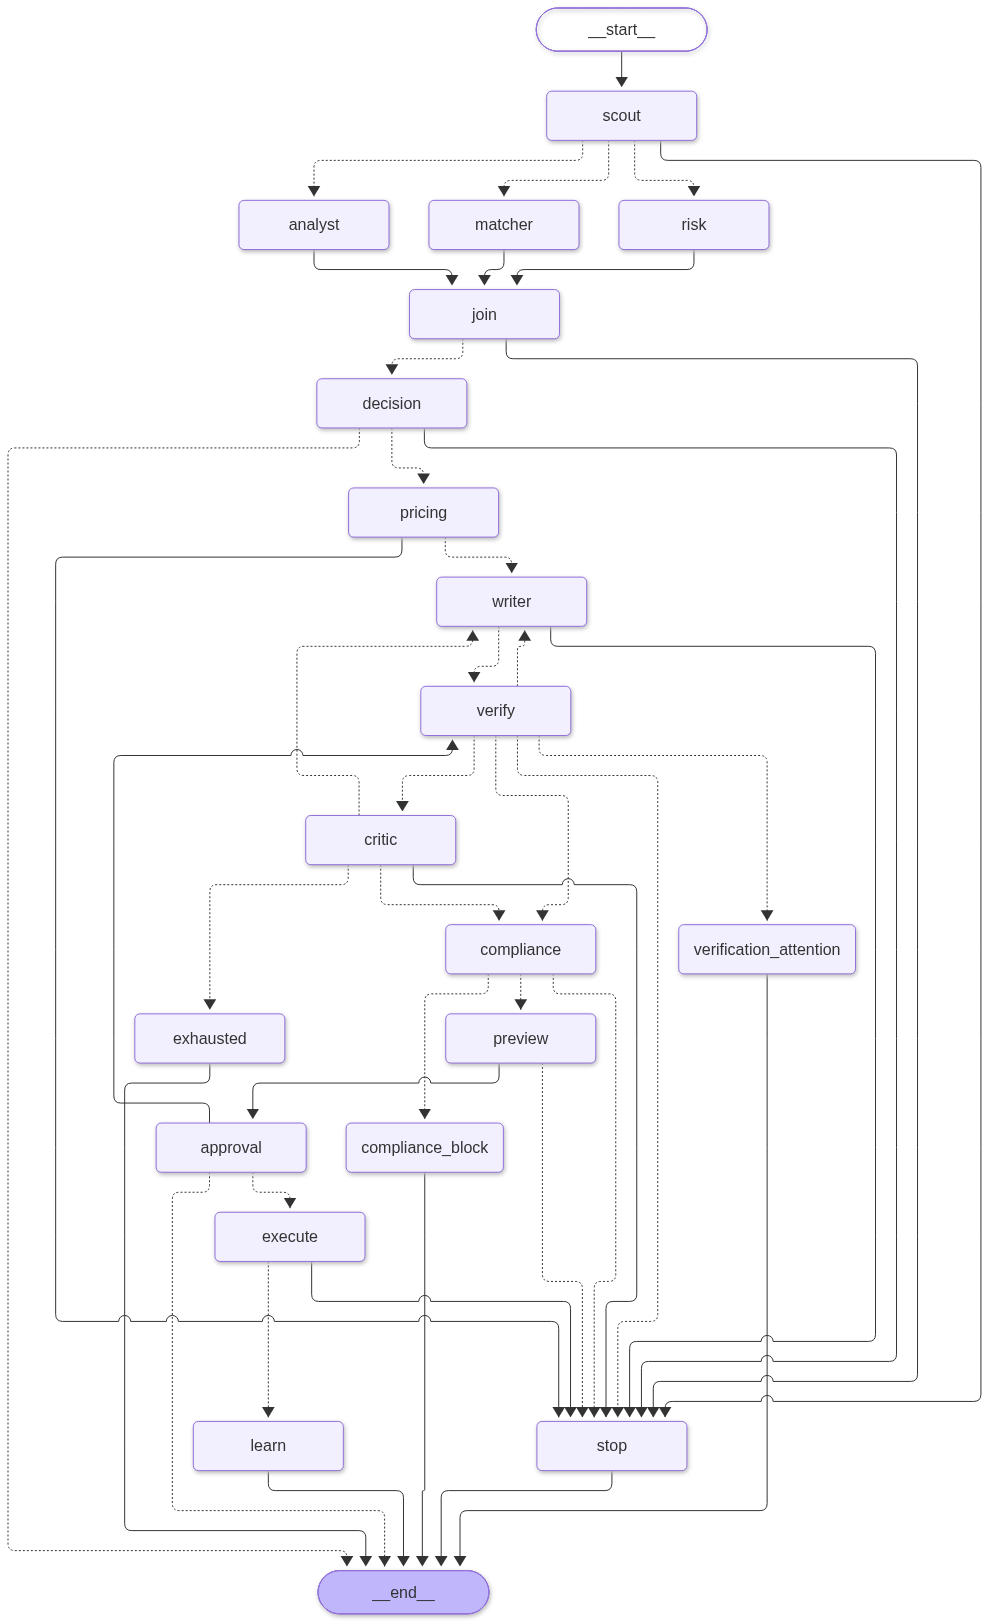 __start__
scout
analyst
matcher
risk
join
decision
pricing
writer
verify
critic
compliance
verification_attention
exhausted
preview
approval
compliance_block
execute
learn
stop
__end__